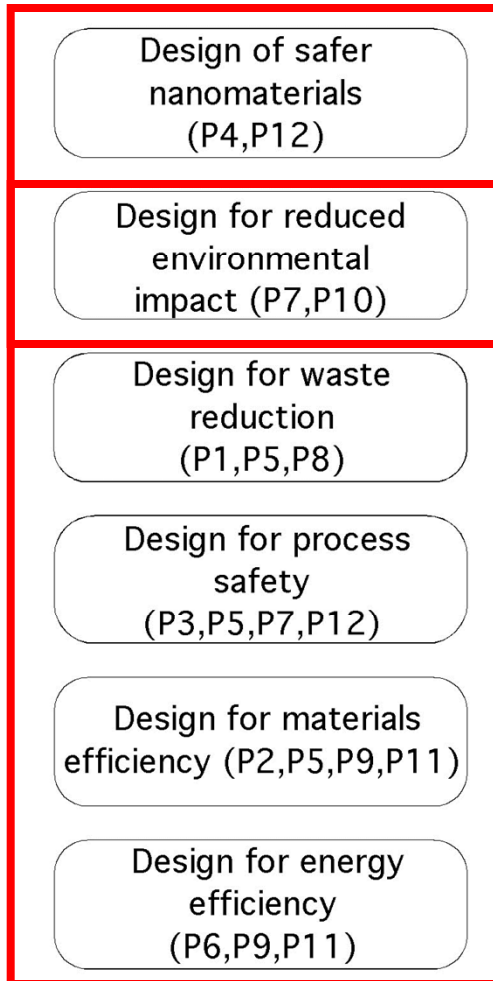 Design of safer
nanomaterials
(P4,P12)
Design for reduced
environmental
impact (P7,P10)
Design for waste
reduction
(P1,P5,P8)
Design for process
safety
(P3,P5,P7,P12)
Design for materials
efficiency (P2,P5,P9,P11)
Design for energy
efficiency
(P6,P9,P11)